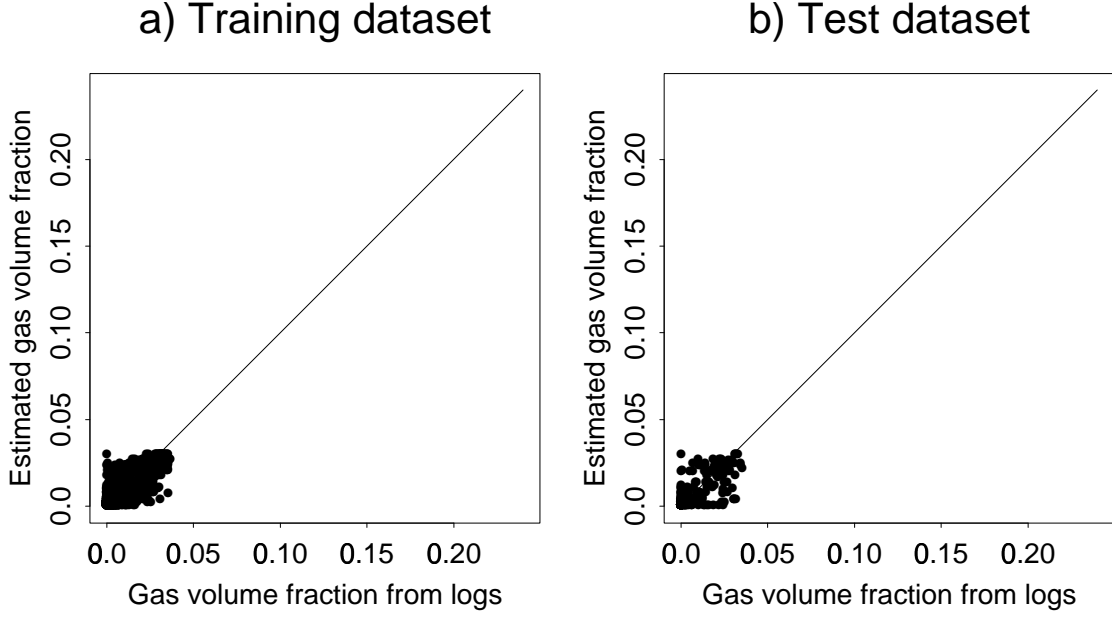 a) Training dataset
Estimated gas volume fraction
0.20
0.15
0.10
0.05
0.0
0.0 0.05 0.10 0.15 0.20
Gas volume fraction from logs
b) Test dataset
Estimated gas volume fraction
0.20
0.15
0.10
0.05
0.0
0.0 0.05 0.10 0.15 0.20
Gas volume fraction from logs